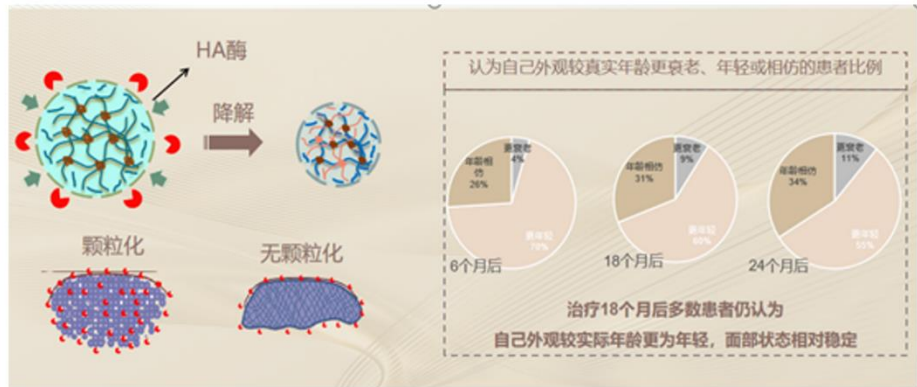 HA酶
降解
颗粒化
无颗粒化
认为自己外观较真实年龄更衰老、年轻或相仿的患者比例
年龄相
仿
26%
更衰老
4%
更年轻
70%
6个月后
年龄相仿
31%
更衰老
9%
更年轻
60%
18个月后
年龄相仿
34%
更衰老
11%
更年轻
55%
24个月后
治疗18个月后多数患者仍认为
自己外观较实际年龄更为年轻，面部状态相对稳定